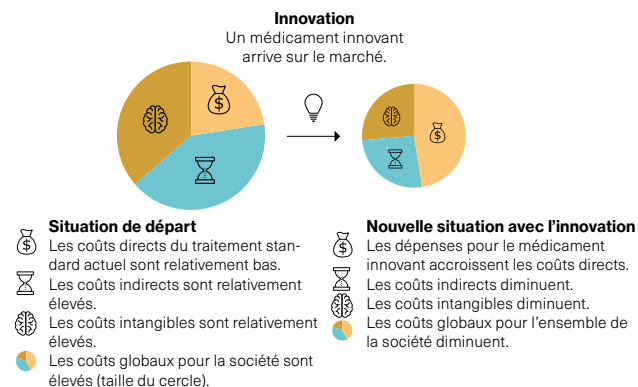 Innovation
Un médicament innovant
arrive sur le marché.
$
$
Situation de départ
$
Les coûts directs du traitement stan-
dard actuel sont relativement bas.
Les coûts indirects sont relativement
élevés.
Les coûts intangibles sont relativement
élevés.
Les coûts globaux pour la société sont
élevés (taille du cercle).
Nouvelle situation avec l’innovation
$
Les dépenses pour le médicament
innovant accroissent les coûts directs.
Les coûts indirects diminuent.
Les coûts intangibles diminuent.
Les coûts globaux pour l’ensemble de
la société diminuent.